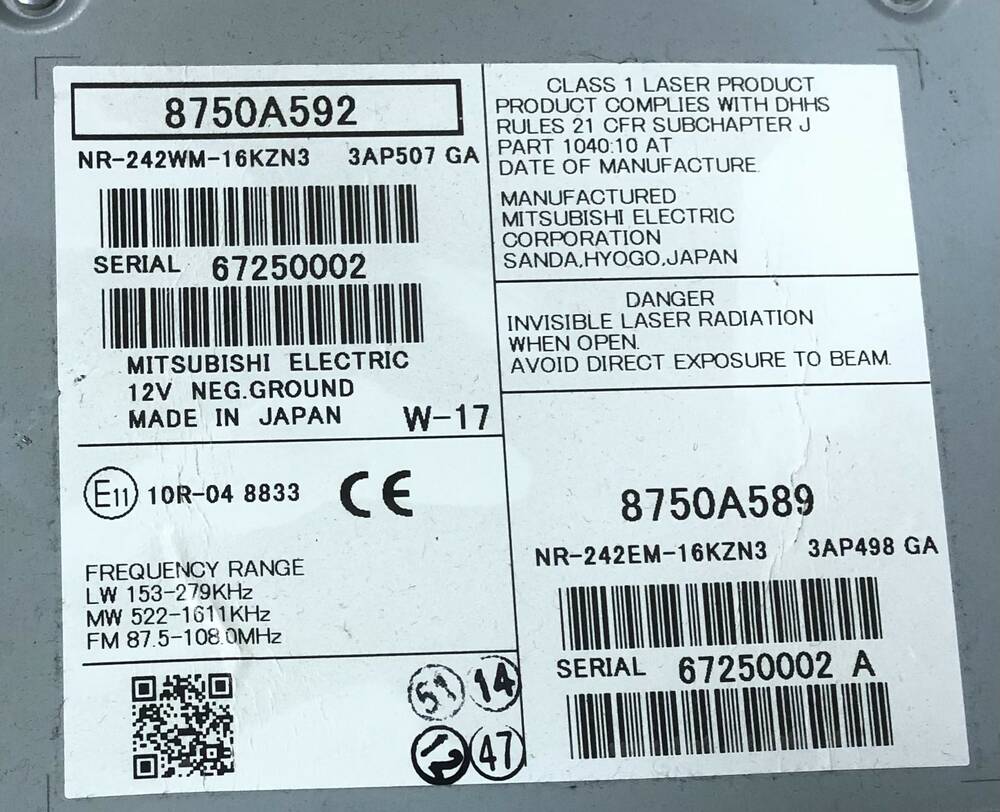 8750A592
NR-242WM-16KZN3 3AP507 GA
SERIAL 67250002
MITSUBISHI ELECTRIC
12V NEG.GROUND
MADE IN JAPAN W-17
E11 10R-04 8833 CE
FREQUENCY RANGE
LW 153-279KHz
MW 522-1611KHz
FM 87.5-108.0MHz
51 14
47
CLASS 1 LASER PRODUCT
PRODUCT COMPLIES WITH DHHS
RULES 21 CFR SUBCHAPTER J
PART 1040:10 AT
DATE OF MANUFACTURE
MANUFACTURED
MITSUBISHI ELECTRIC
CORPORATION
SANDA,HYOGO,JAPAN
DANGER
INVISIBLE LASER RADIATION
WHEN OPEN.
AVOID DIRECT EXPOSURE TO BEAM.
8750A589
NR-242EM-16KZN3 3AP498 GA
SERIAL 67250002 A